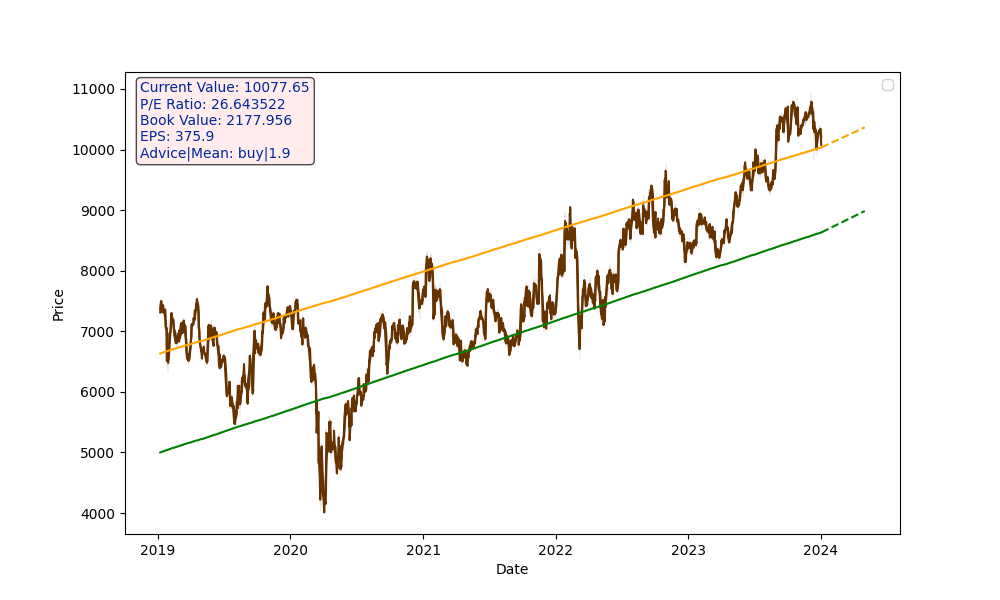 Current Value: 10077.65
P/E Ratio: 26.643522
Book Value: 2177.956
EPS: 375.9
Advice|Mean: buy|1.9
11000
10000
9000
8000
7000
6000
5000
4000
Price
2019 2020 2021 2022 2023 2024
Date